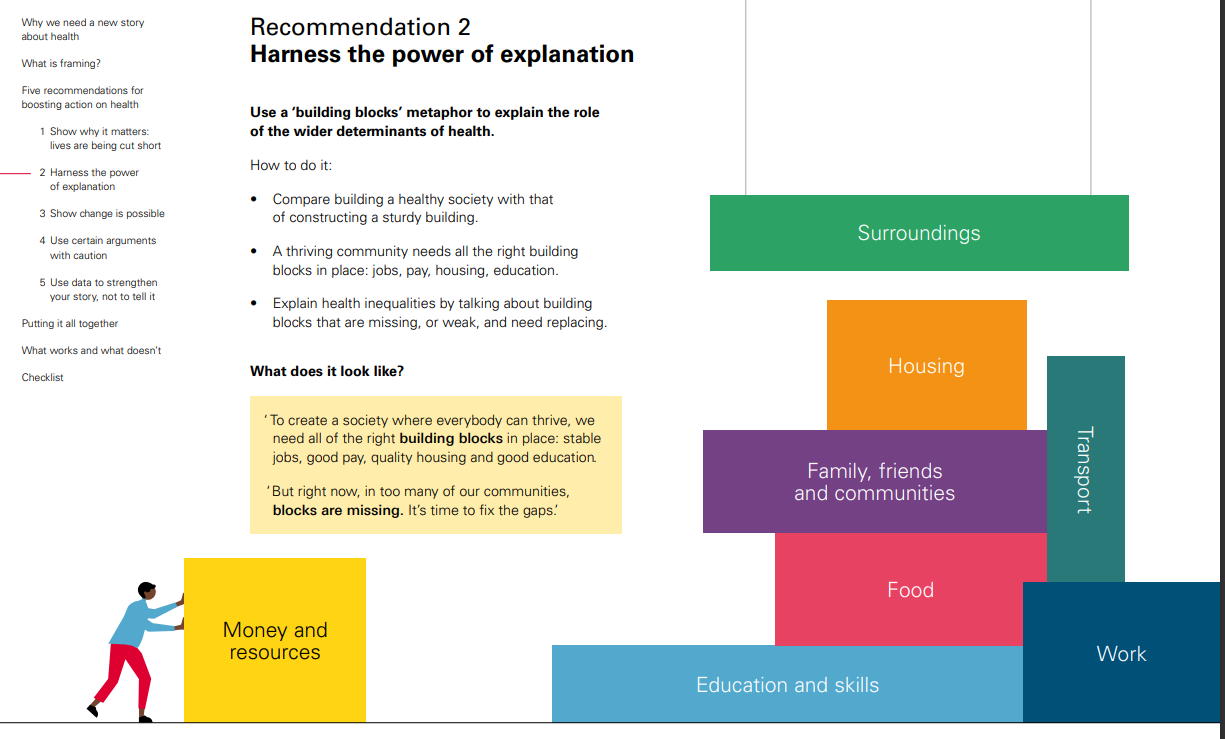 Why we need a new story
about health
What is framing?
Five recommendations for
boosting action on health
1 Show why it matters:
lives are being cut short
2 Harness the power
of explanation
3 Show change is possible
4 Use certain arguments
with caution
5 Use data to strengthen
your story, not to tell it
Putting it all together
What works and what doesn't
Checklist
Recommendation 2
Harness the power of explanation
Use a 'building blocks' metaphor to explain the role
of the wider determinants of health.
How to do it:
• Compare building a healthy society with that
of constructing a sturdy building.
• A thriving community needs all the right building
blocks in place: jobs, pay, housing, education.
• Explain health inequalities by talking about building
blocks that are missing, or weak, and need replacing.
What does it look like?
'To create a society where everybody can thrive, we
need all of the right building blocks in place: stable
jobs, good pay, quality housing and good education.
'But right now, in too many of our communities,
blocks are missing. It's time to fix the gaps.'
Surroundings
Housing
Transport
Family, friends
and communities
Food
Money and
resources
Education and skills
Work